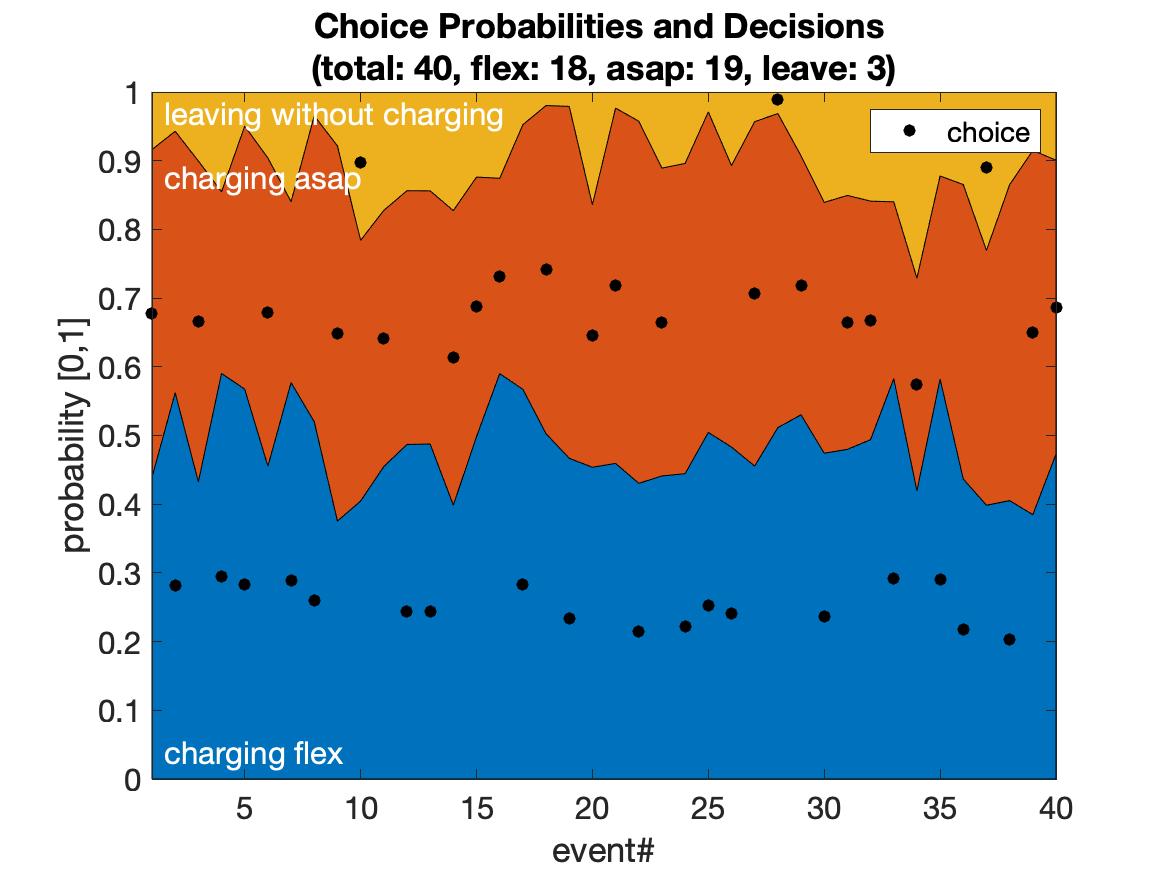 Choice Probabilities and Decisions
(total: 40, flex: 18, asap: 19, leave: 3)
leaving without charging
choice
charging asap
charging flex
probability [0,1]
1
0.9
0.8
0.7
0.6
0.5
0.4
0.3
0.2
0.1
0
5 10 15 20 25 30 35 40
event#